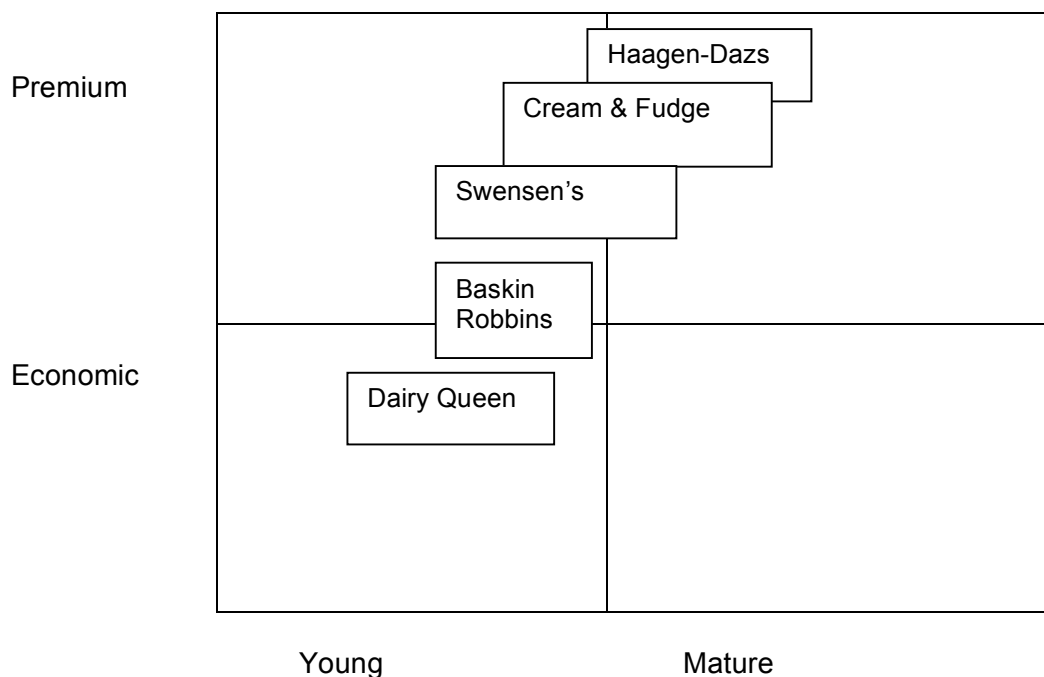 Haagen-Dazs
Premium
Cream & Fudge
Swensen’s
Baskin
Robbins
Economic
Dairy Queen
Young Mature